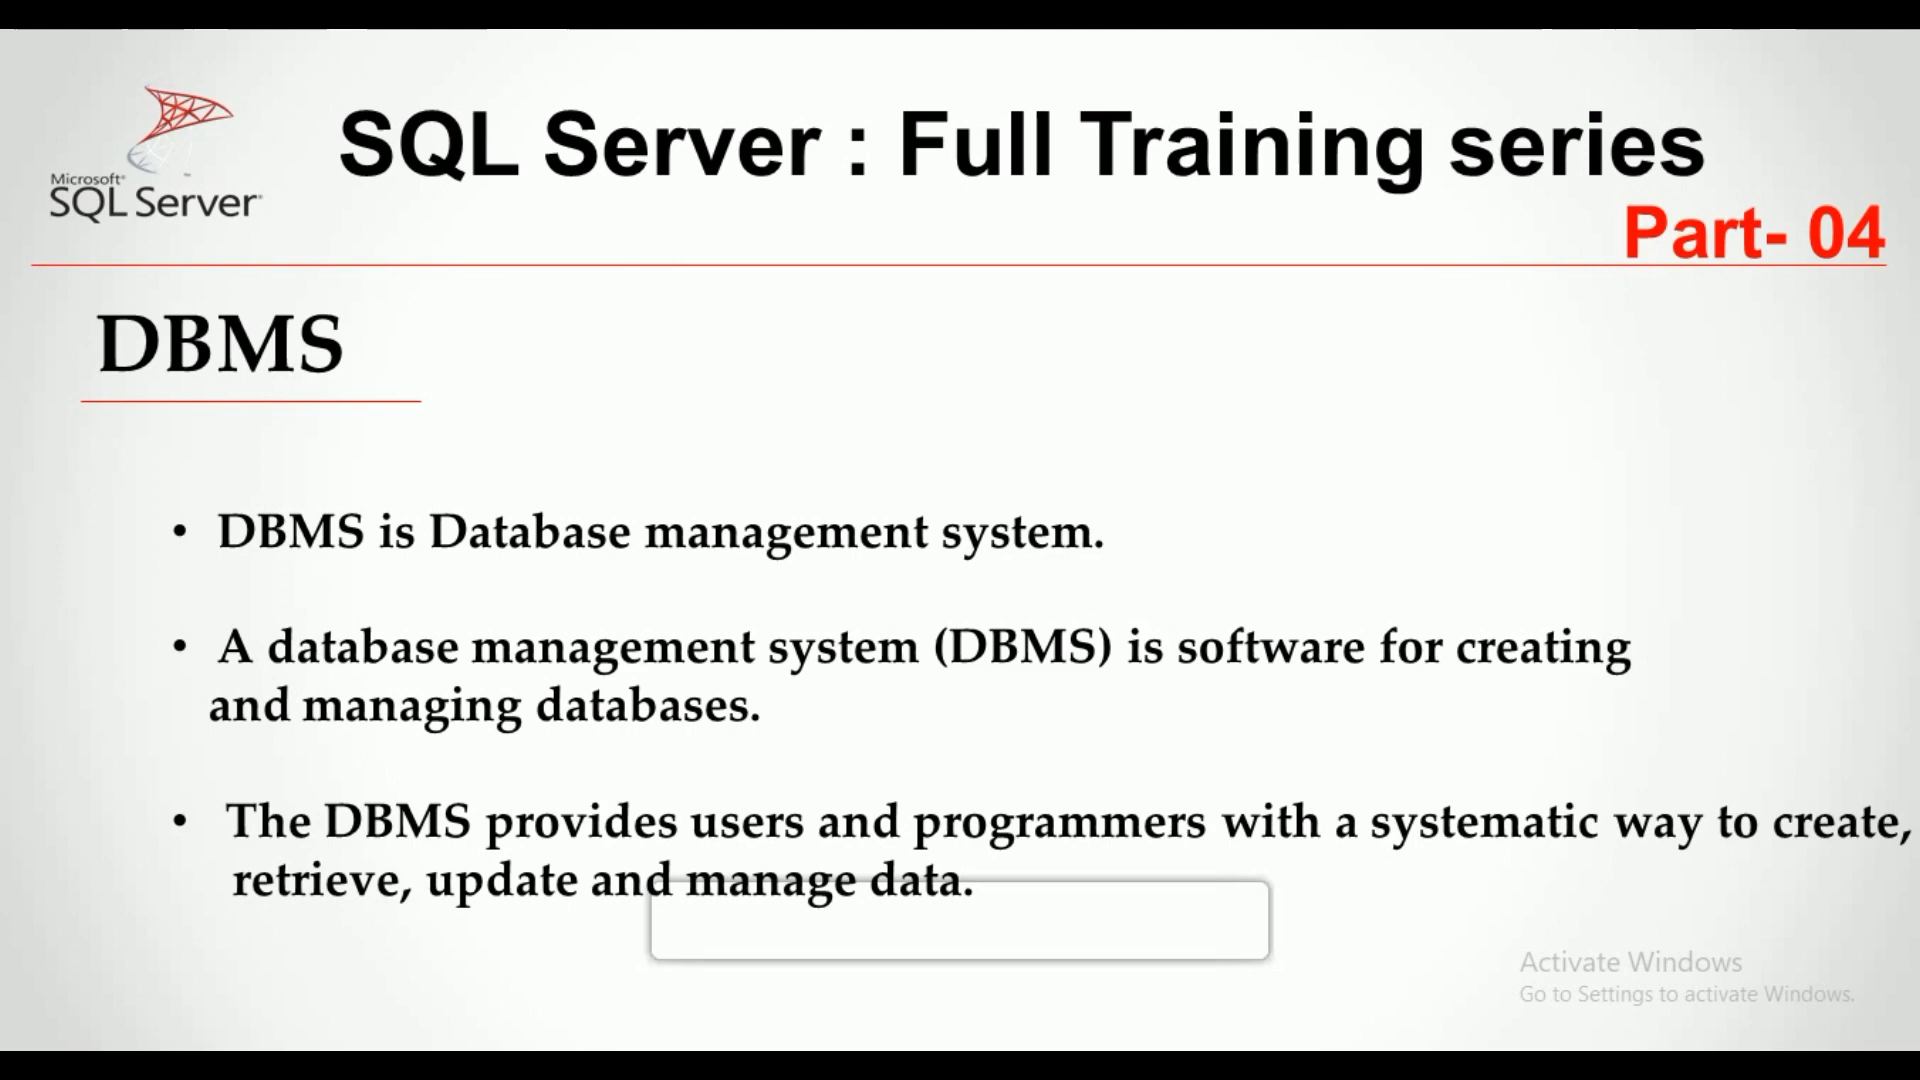 Microsoft
SQL Server
SQL Server : Full Training series
Part- 04
DBMS
• DBMS is Database management system.
• A database management system (DBMS) is software for creating
and managing databases.
• The DBMS provides users and programmers with a systematic way to create,
retrieve, update and manage data.
Activate Windows
Go to Settings to activate Windows.